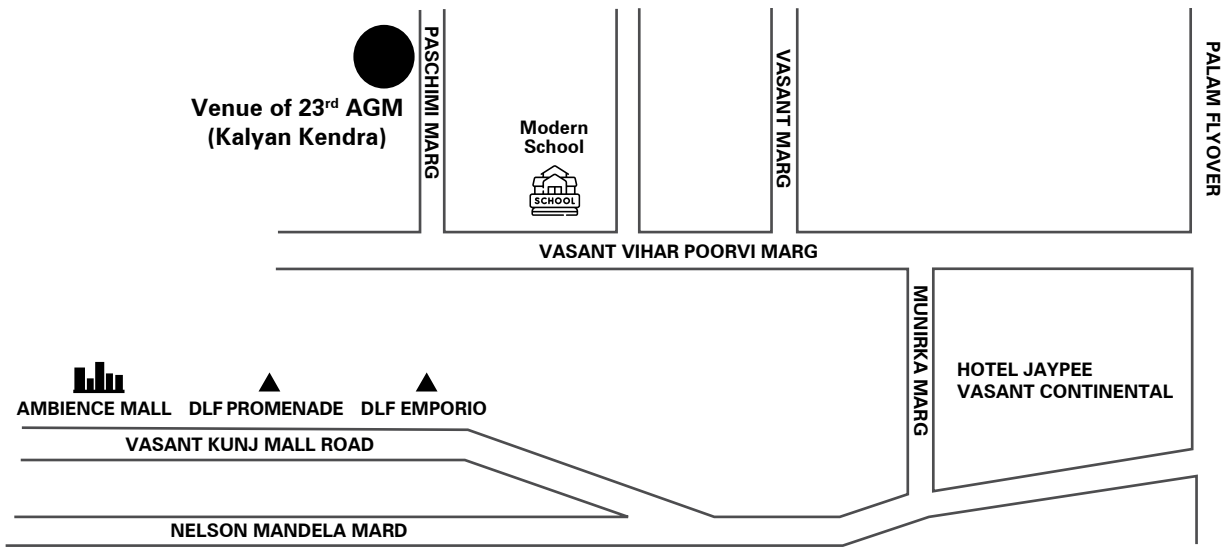 PASCHIMI MARG
Venue of 23rd AGM
(Kalyan Kendra)
Modern
School
SCHOOL
VASANT MARG
PALAM FLYOVER
VASANT VIHAR POORVI MARG
MUNIRKA MARG
HOTEL JAYPEE
VASANT CONTINENTAL
AMBIENCE MALL
DLF PROMENADE
DLF EMPORIO
VASANT KUNJ MALL ROAD
NELSON MANDELA MARD